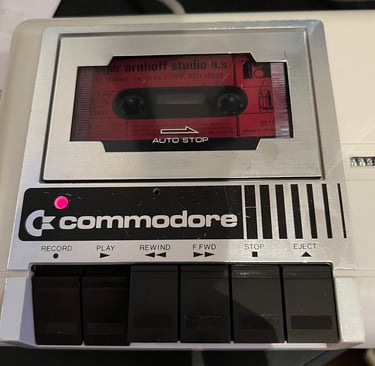 arnhoff studio a.s
AUTO STOP
commodore
RECORD PLAY REWIND F.FWD STOP EJECT